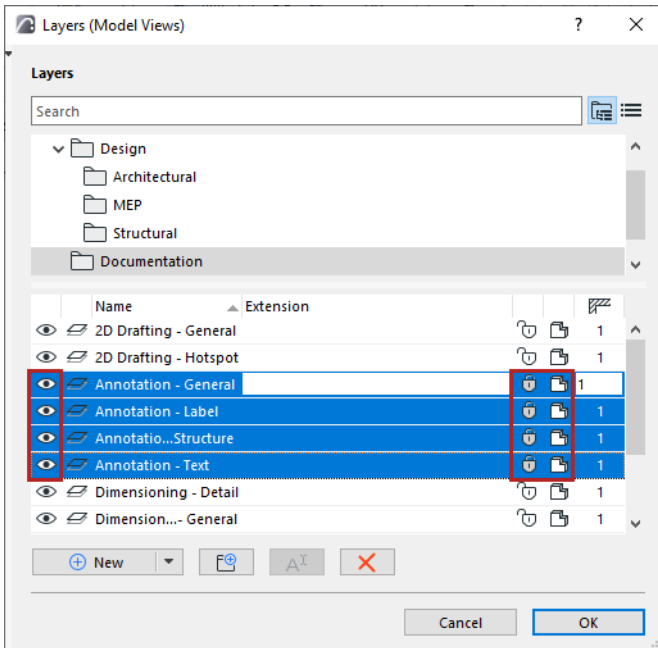 Layers (Model Views) ? ×
Layers
Search
Design
Architectural
MEP
Structural
Documentation
Name Extension
2D Drafting - General 1
2D Drafting - Hotspot 1
Annotation - General 1
Annotation - Label 1
Annotatio...Structure 1
Annotation - Text 1
Dimensioning - Detail 1
Dimension...- General 1
New A
Cancel OK